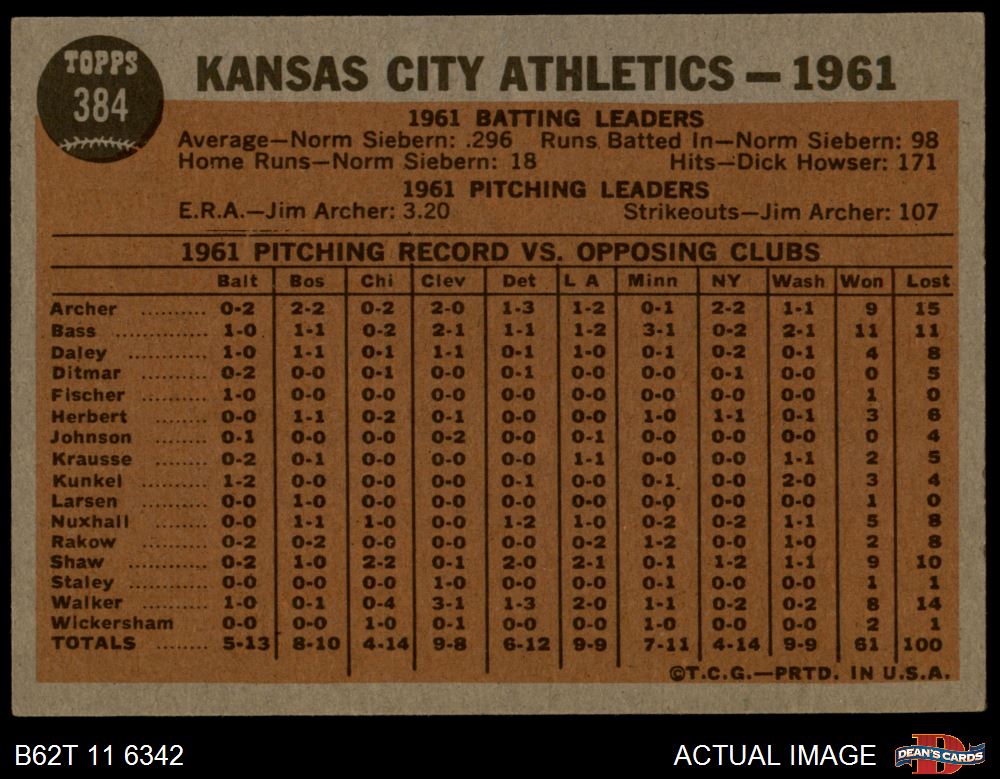 TOPPS
384
KANSAS CITY ATHLETICS — 1961
1961 BATTING LEADERS
Average—Norm Siebern: .296 Runs Batted In—Norm Siebern: 98
Home Runs—Norm Siebern: 18 Hits—Dick Howser: 171
1961 PITCHING LEADERS
E.R.A.—Jim Archer: 3.20 Strikeouts—Jim Archer: 107
1961 PITCHING RECORD VS. OPPOSING CLUBS
Balt Bos Chi Clev Det L A Minn NY Wash Won Lost
Archer .......... 0-2 2-2 0-2 2-0 1-3 1-2 0-1 2-2 1-1 9 15
Bass ............. 1-0 1-1 0-2 2-1 1-1 1-2 3-1 0-2 2-1 11 11
Daley ........... 1-0 1-1 0-1 1-1 0-1 1-0 0-1 0-2 0-1 4 8
Ditmar .......... 0-2 0-0 0-1 0-0 0-1 0-0 0-0 0-1 0-0 0 5
Fischer .......... 1-0 0-0 0-0 0-0 0-0 0-0 0-0 0-0 0-0 1 0
Herbert ......... 0-0 1-1 0-2 0-1 0-0 0-0 1-0 1-1 0-1 3 6
Johnson ........ 0-1 0-0 0-0 0-2 0-0 0-1 0-0 0-0 0-0 0 4
Krausse ........ 0-2 0-1 0-0 0-0 0-0 1-1 0-0 0-0 1-1 2 5
Kunkel .......... 1-2 0-0 0-0 0-0 0-1 0-0 0-1 0-0 2-0 3 4
Larsen .......... 0-0 1-0 0-0 0-0 0-0 0-0 0-0 0-0 0-0 1 0
Nuxhall ......... 0-0 1-1 1-0 0-0 1-2 1-0 0-2 0-2 1-1 5 8
Rakow .......... 0-2 0-2 0-0 0-0 0-0 0-2 1-2 0-0 1-0 2 8
Shaw ............ 0-2 1-0 2-2 0-1 2-0 2-1 0-1 1-2 1-1 9 10
Staley ........... 0-0 0-0 0-0 1-0 0-0 0-0 0-1 0-0 0-0 1 1
Walker .......... 1-0 0-1 0-4 3-1 1-3 2-0 1-1 0-2 0-2 8 14
Wickersham 0-0 0-0 1-0 0-1 0-0 0-0 1-0 0-0 0-0 2 1
TOTALS ........ 5-13 8-10 4-14 9-8 6-12 9-9 7-11 4-14 9-9 61 100
©T.C.G.—PRTD. IN U.S.A.
B62T 11 6342 ACTUAL IMAGE
DEAN'S CARDS